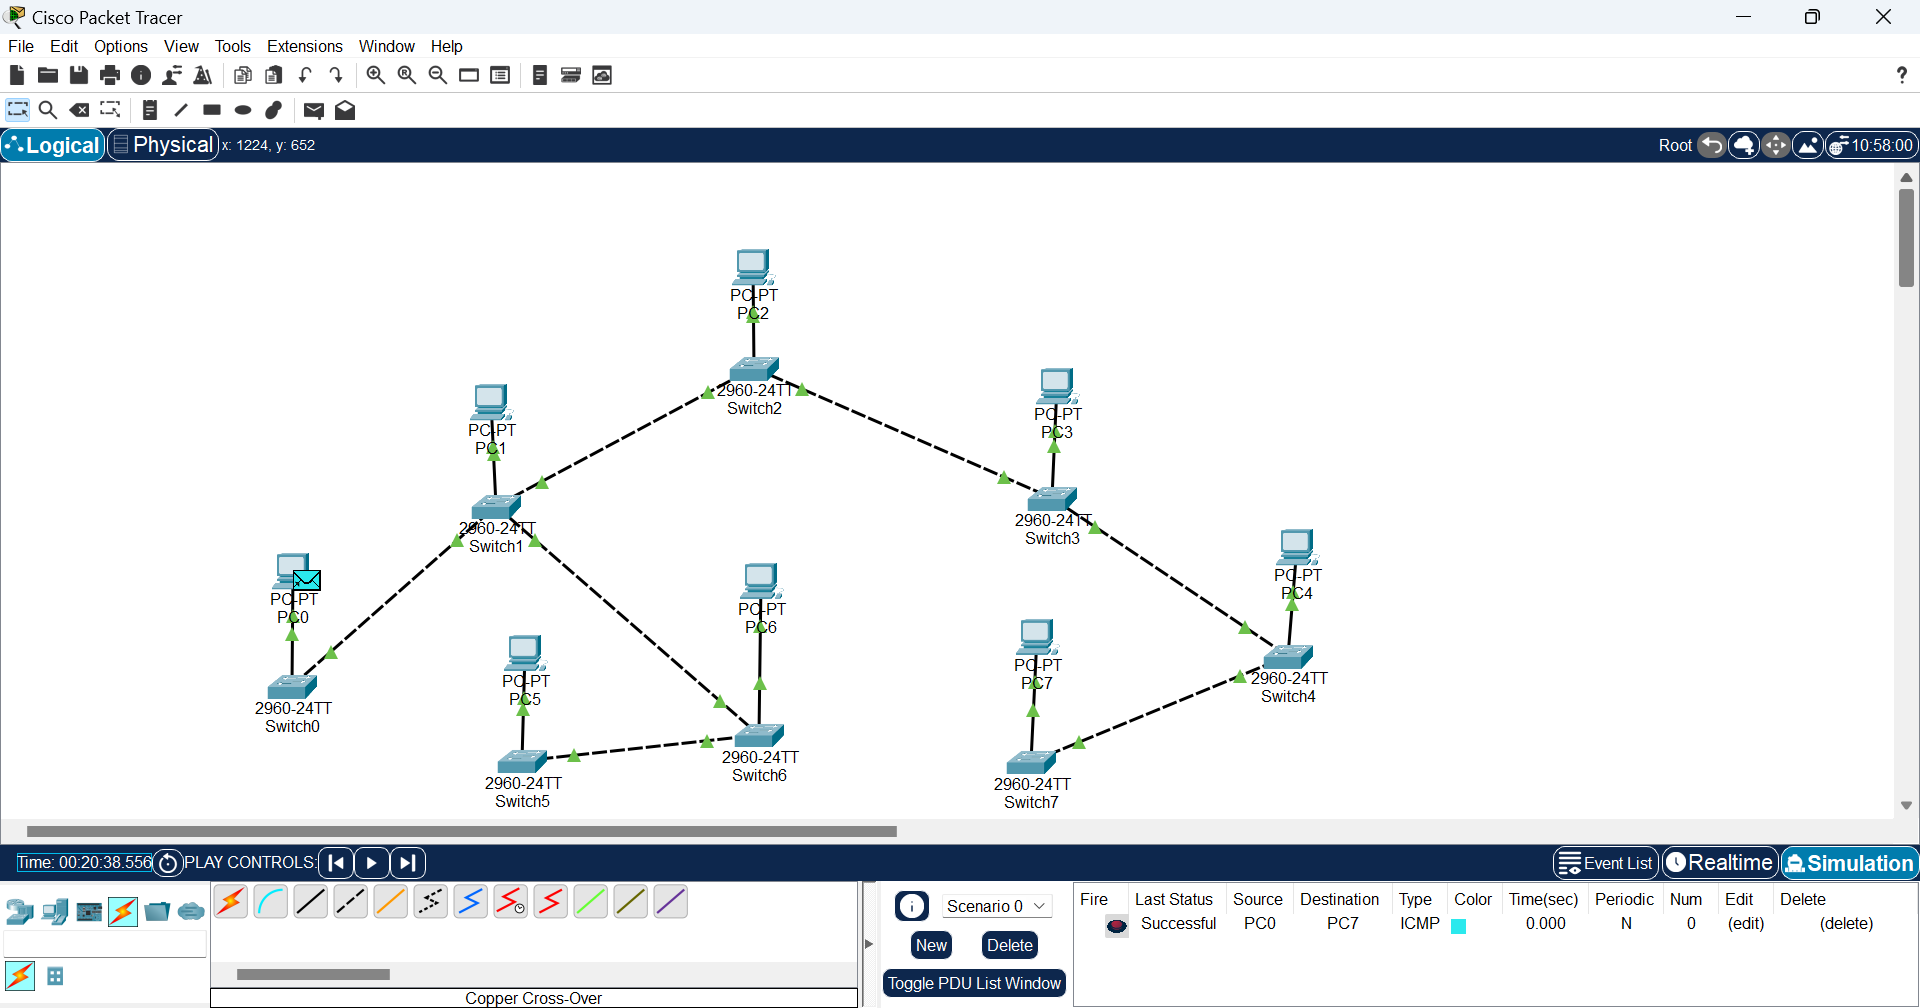 Cisco Packet Tracer
File Edit Options View Tools Extensions Window Help
Logical Physical x: 1224, y: 652 Root 10:58:00
PC-PT
PC2
2960-24TT
Switch2
PC-PT
PC3
PC-PT
PC1
2960-24TT
Switch1
2960-24TT
Switch3
PC-PT
PC0
PC-PT
PC4
PC-PT
PC6
PC-PT
PC5
PC-PT
PC7
2960-24TT
Switch4
2960-24TT
Switch0
2960-24TT
Switch6
2960-24TT
Switch5
2960-24TT
Switch7
Time: 00:20:38.556 PLAY CONTROLS: Event List Realtime Simulation
Scenario 0
New Delete
Toggle PDU List Window
Fire Last Status Source Destination Type Color Time(sec) Periodic Num Edit Delete
Successful PC0 PC7 ICMP 0.000 N 0 (edit) (delete)
Copper Cross-Over